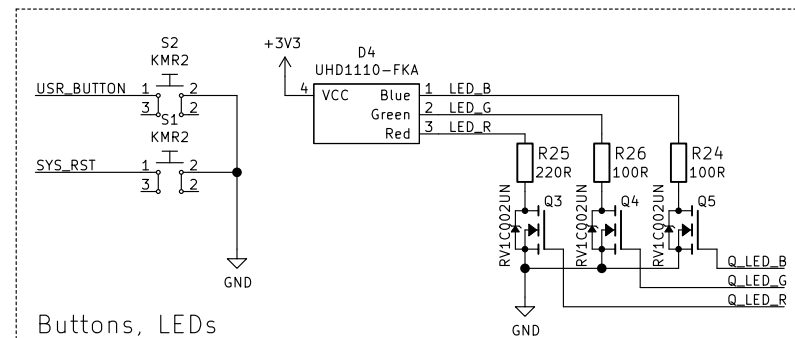 S2
KMR2
USR_BUTTON 1 2
3 2
S1
KMR2
SYS_RST 1 2
3 2
GND
+3V3
D4
UHD1110-FKA
4 VCC Blue 1 LED_B
Green 2 LED_G
Red 3 LED_R
R25
220R
R26
100R
R24
100R
RV1C002UN
Q3
RV1C002UN
Q4
RV1C002UN
Q5
Q_LED_B
Q_LED_G
Q_LED_R
GND
Buttons, LEDs